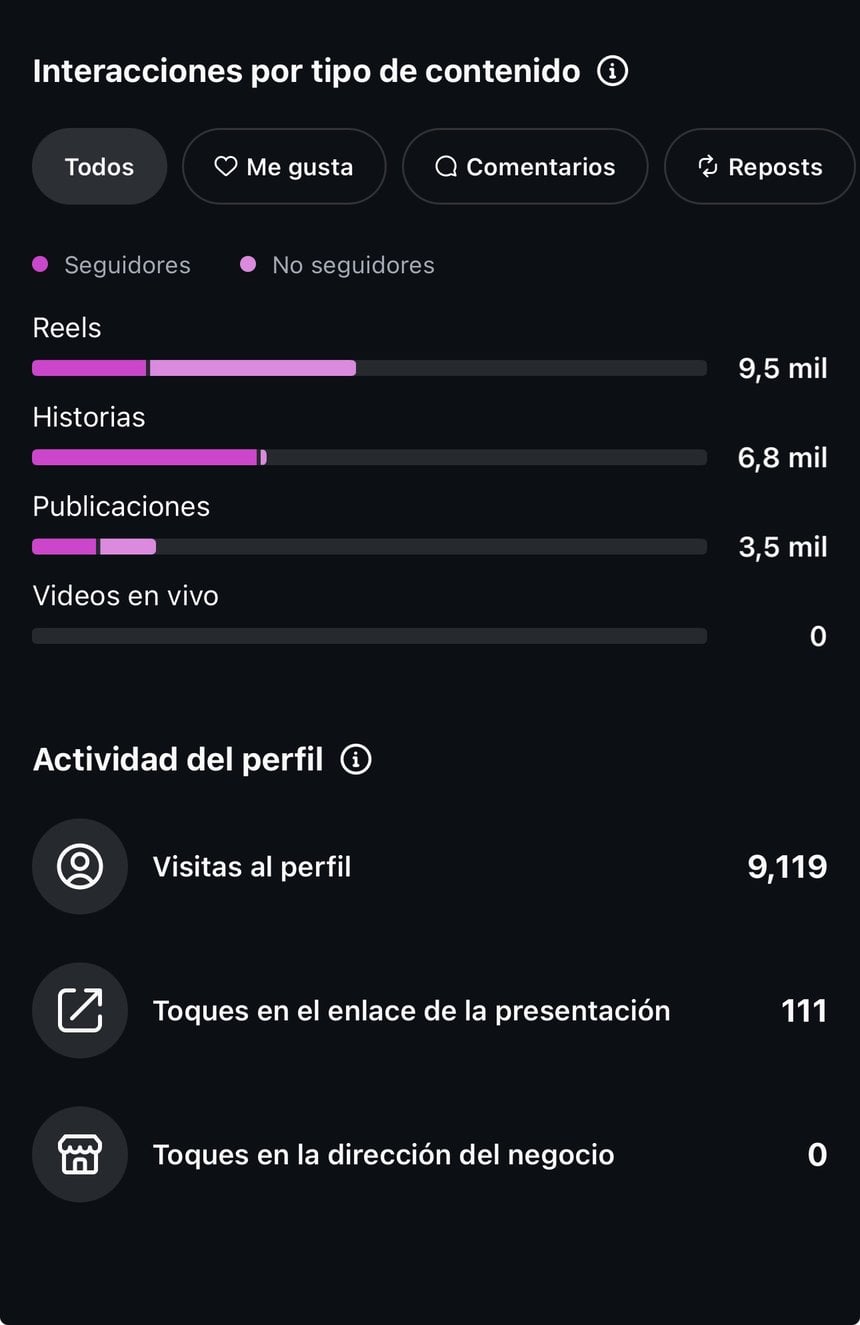 Interacciones por tipo de contenido
Todos
Me gusta
Comentarios
Reposts
Seguidores
No seguidores
Reels
9,5 mil
Historias
6,8 mil
Publicaciones
3,5 mil
Videos en vivo
0
Actividad del perfil
Visitas al perfil
9,119
Toques en el enlace de la presentación
111
Toques en la dirección del negocio
0